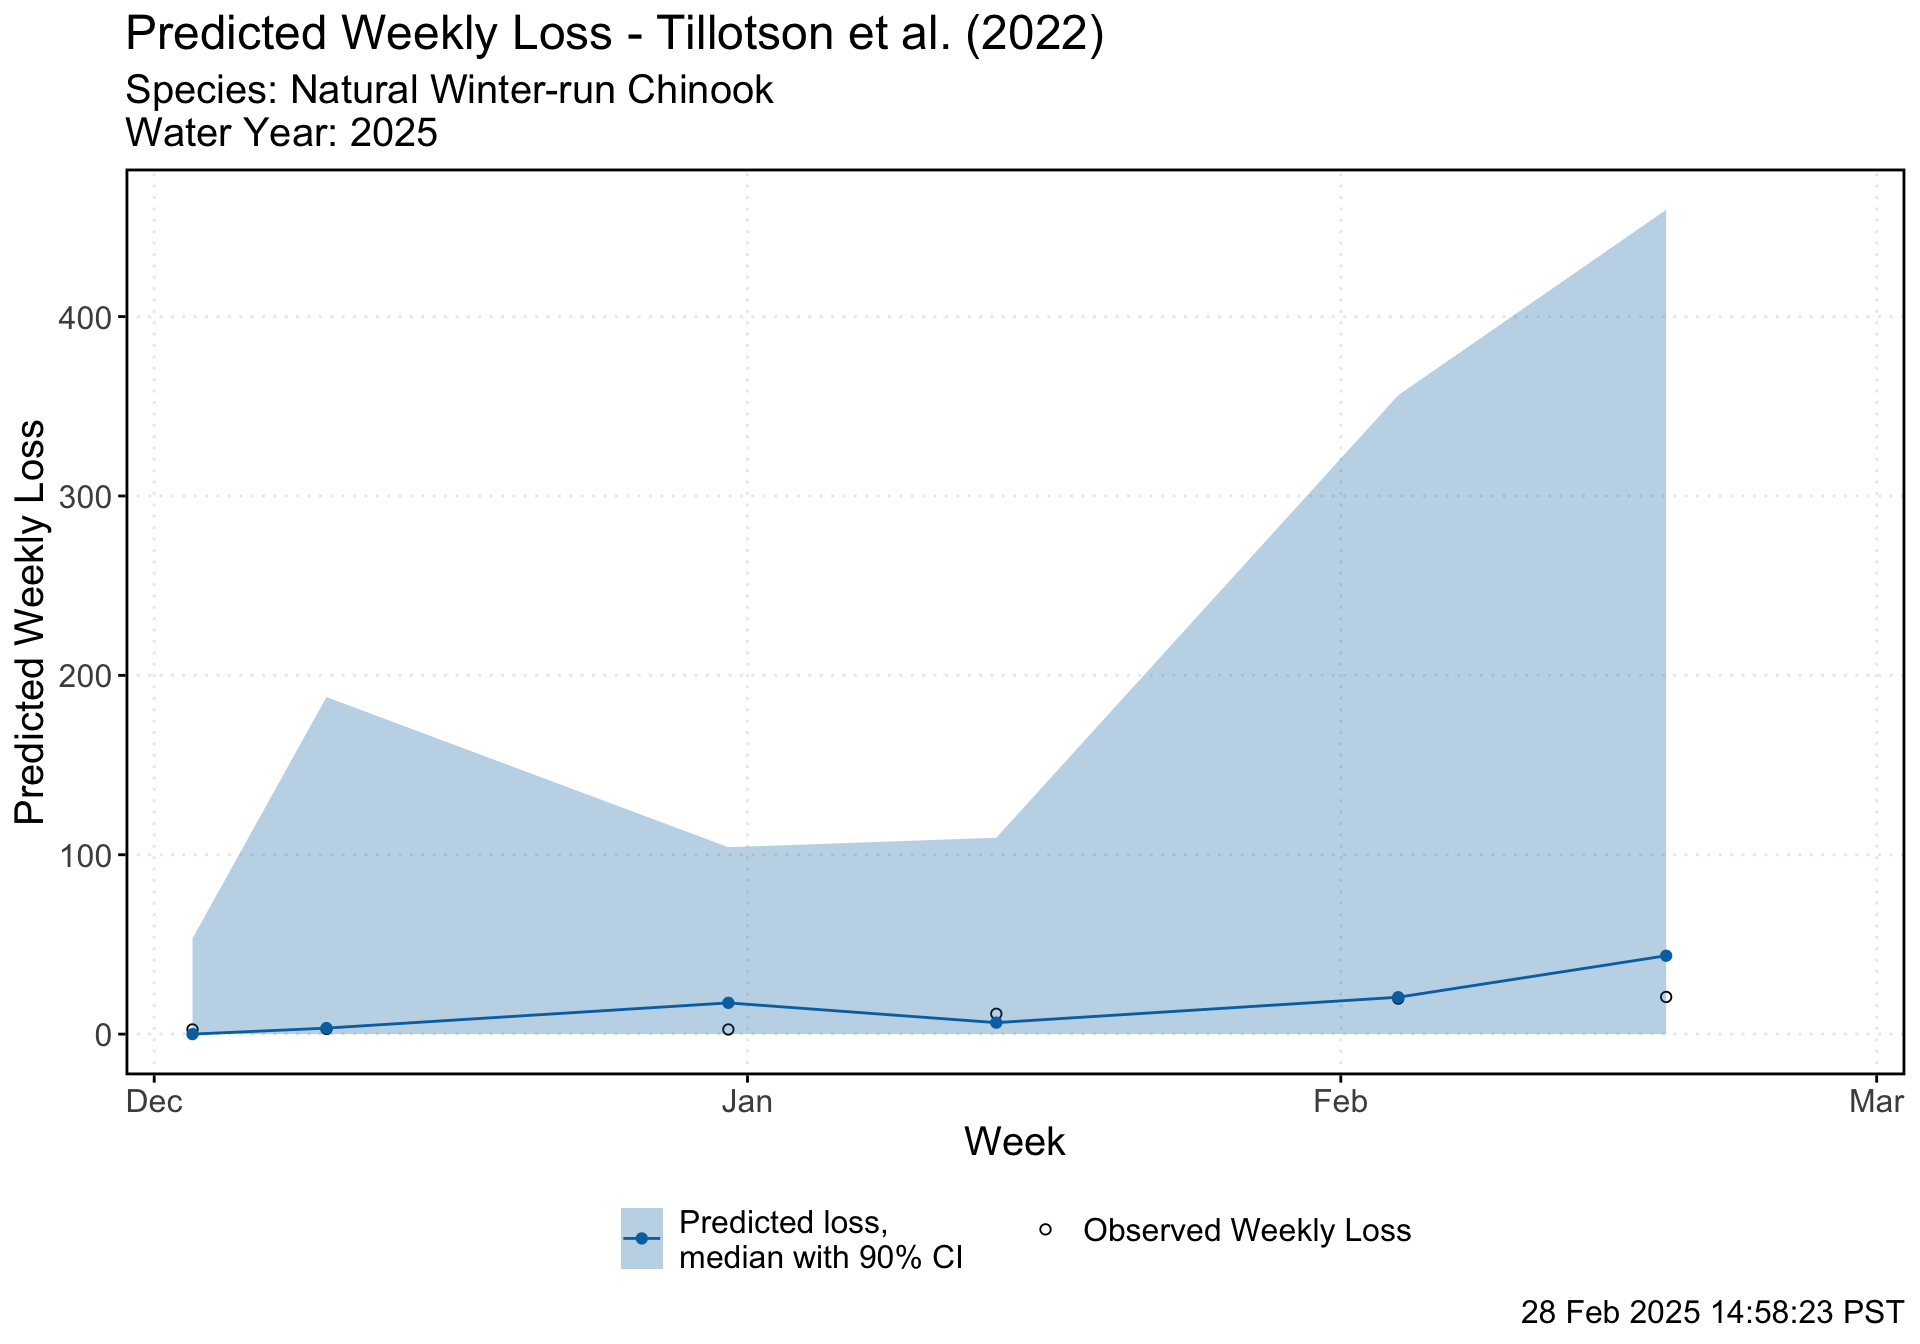 Predicted Weekly Loss - Tillotson et al. (2022)
Species: Natural Winter-run Chinook
Water Year: 2025
Predicted Weekly Loss
400
300
200
100
0
Dec Jan Feb Mar
Week
Predicted loss,
median with 90% CI
Observed Weekly Loss
28 Feb 2025 14:58:23 PST